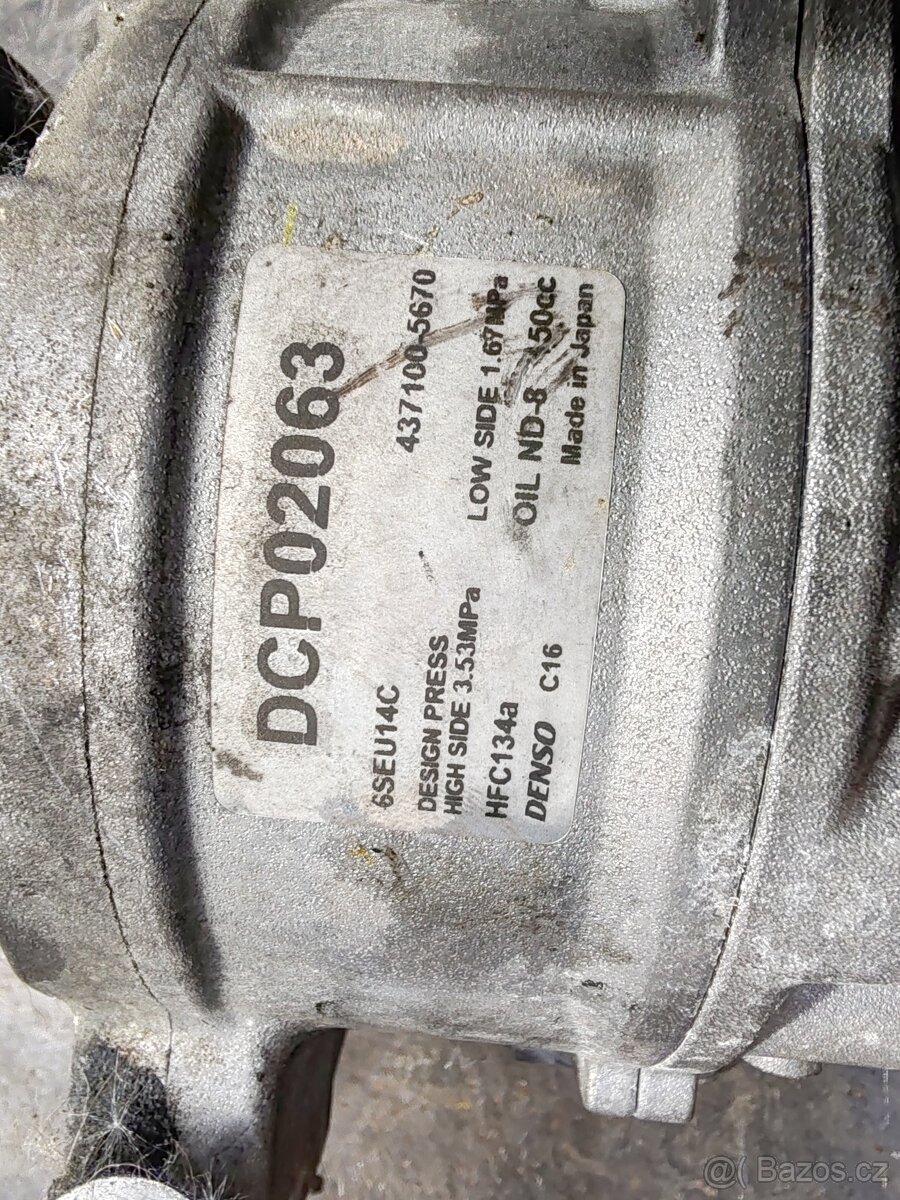 DCP02063
6SEU14C 437100-5670
DESIGN PRESS
HIGH SIDE 3.53MPa LOW SIDE 1.67MPa
HFC134a OIL ND-8 50cc
DENSO C16 Made in Japan
@( Bazos.cz